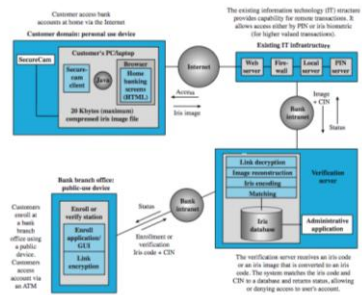 Customer access bank
accounts at home via the Internet
Customer domain: personal use device
Customer's PC/laptop
SecureCam
Secure-
cam
client
Java
Browser
Home
banking
screens
(HTML)
20 Kbytes (maximum)
compressed iris image file
Internet
Access
Iris image
The existing information technology (IT) structure
provides capability for remote transactions. It
allows access either by PIN or iris biometric
(for higher valued transactions).
Existing IT infrastructure
Web
server
Fire-
wall
Local
server
PIN
server
Bank
intranet
Image
+ CIN
Status
Bank branch office:
public-use device
Customers
enroll at
a bank
branch
office using
a public
device.
Customers
access
account via
an ATM
Enroll or
verify station
Enroll
application/
GUI
Link
encryption
Status
Bank
intranet
Enrollment or
verification
Iris code + CIN
Link decryption
Image reconstruction
Iris encoding
Matching
Iris
database
Verification
server
Administrative
application
The verification server receives an iris code
or an iris image that is converted to an iris
code. The system matches the iris code and
CIN to a database and returns status, allowing
or denying access to user's account.